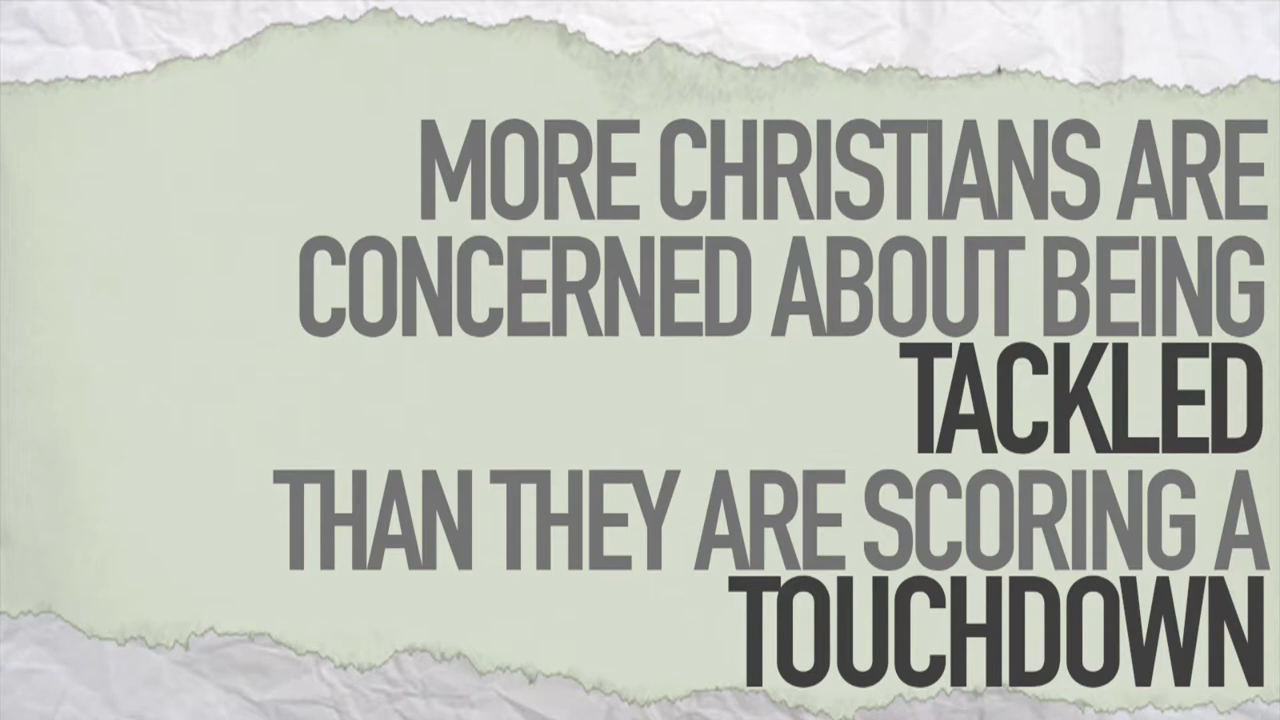 MORE CHRISTIANS ARE
CONCERNED ABOUT BEING
TACKLED
THAN THEY ARE SCORING A
TOUCHDOWN